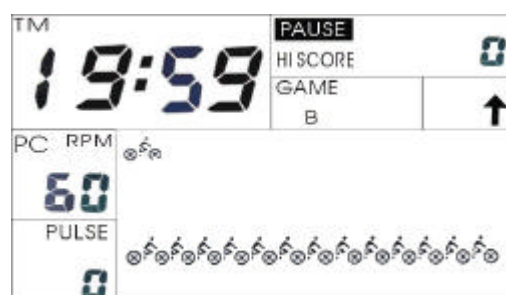 TM
19:59
PAUSE
HI SCORE 0
GAME
B
PC RPM
60
PULSE
0